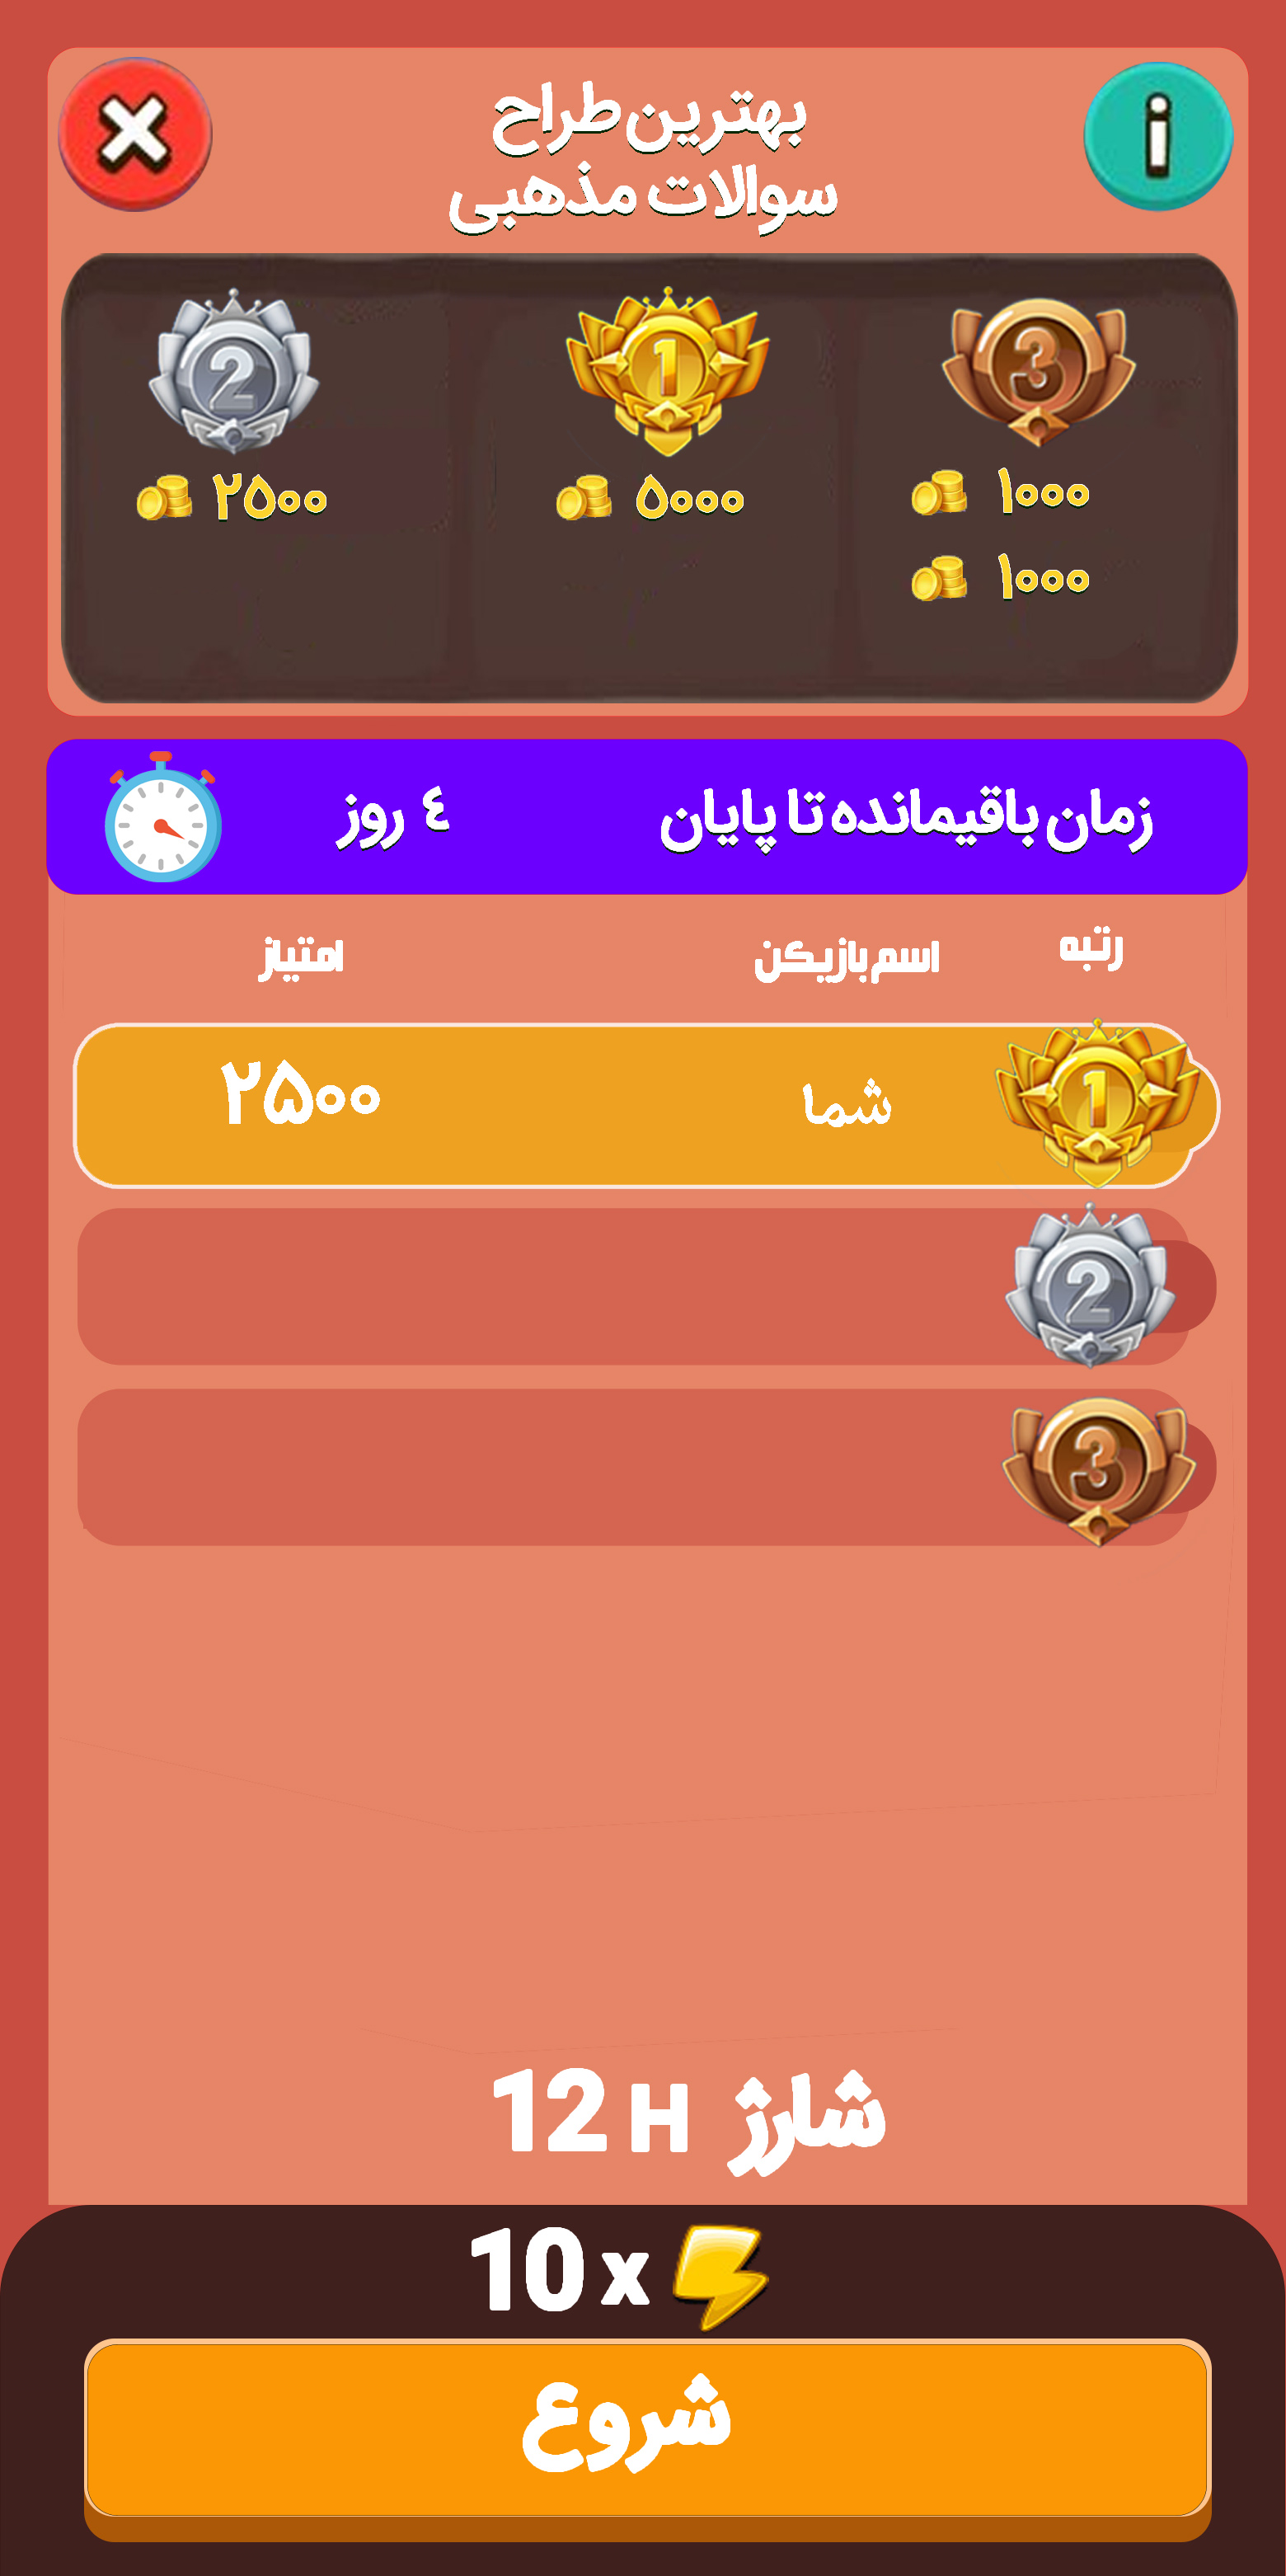 i
بهترین طراح
سوالات مذهبی
3
1
2
۱۰۰۰
۵۰۰۰
۲۵۰۰
۱۰۰۰
زمان باقیمانده تا پایان
٤ روز
رتبه
اسم بازیکن
امتیاز
1
شما
۲۵۰۰
2
3
شارژ 12 H
10 x
شروع